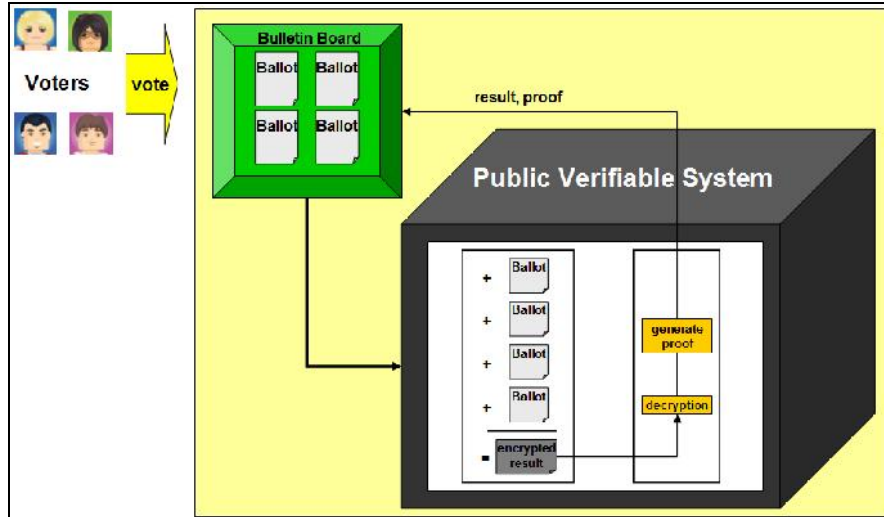 Bulletin Board
Ballot Ballot
Ballot Ballot
Voters
vote
result, proof
Public Verifiable System
+ Ballot
+ Ballot
+ Ballot
+ Ballot
= encrypted
result
generate
proof
decryption